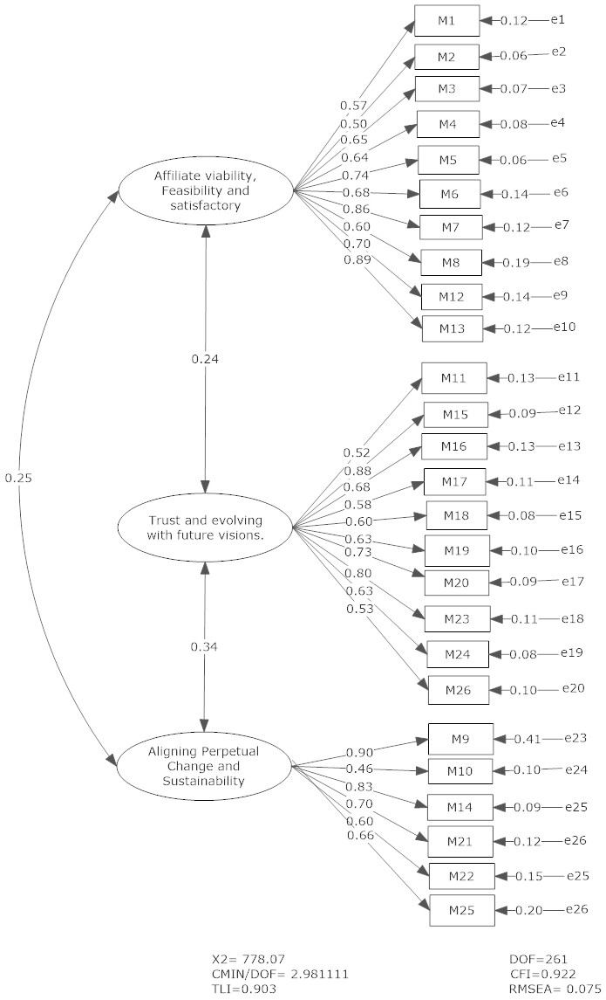 M1 0.12 e1
M2 0.06 e2
M3 0.07 e3
0.57
0.50
M4 0.08 e4
0.65
0.64
M5 0.06 e5
0.74
Affiliate viability,
Feasibility and
satisfactory
0.68
M6 0.14 e6
0.86
M7 0.12 e7
0.60
0.70
0.89
M8 0.19 e8
M12 0.14 e9
M13 0.12 e10
0.24
M11 0.13 e11
M15 0.09 e12
M16 0.13 e13
0.52
0.88
0.25
M17 0.11 e14
0.68
0.58
M18 0.08 e15
0.60
Trust and evolving
with future visions.
0.63
M19 0.10 e16
0.73
0.80
M20 0.09 e17
0.63
0.53
M23 0.11 e18
0.34
M24 0.08 e19
M26 0.10 e20
M9 0.41 e23
0.90
Aligning Perpetual
Change and
Sustainability
0.46
M10 0.10 e24
0.83
0.70
M14 0.09 e25
0.60
0.66
M21 0.12 e26
M22 0.15 e25
M25 0.20 e26
X2= 778.07 DOF=261
CMIN/DOF= 2.981111 CFI=0.922
TLI=0.903 RMSEA= 0.075